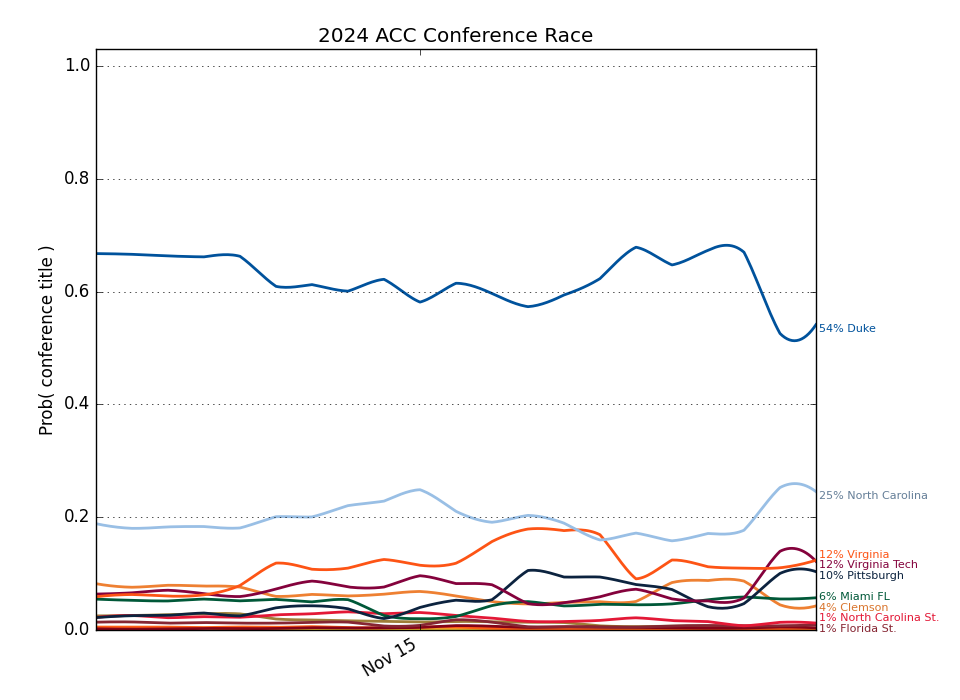 2024 ACC Conference Race
1.0
0.8
0.6
0.4
0.2
0.0
Prob( conference title )
Nov 15
54% Duke
25% North Carolina
12% Virginia
12% Virginia Tech
10% Pittsburgh
6% Miami FL
4% Clemson
1% North Carolina St.
1% Florida St.